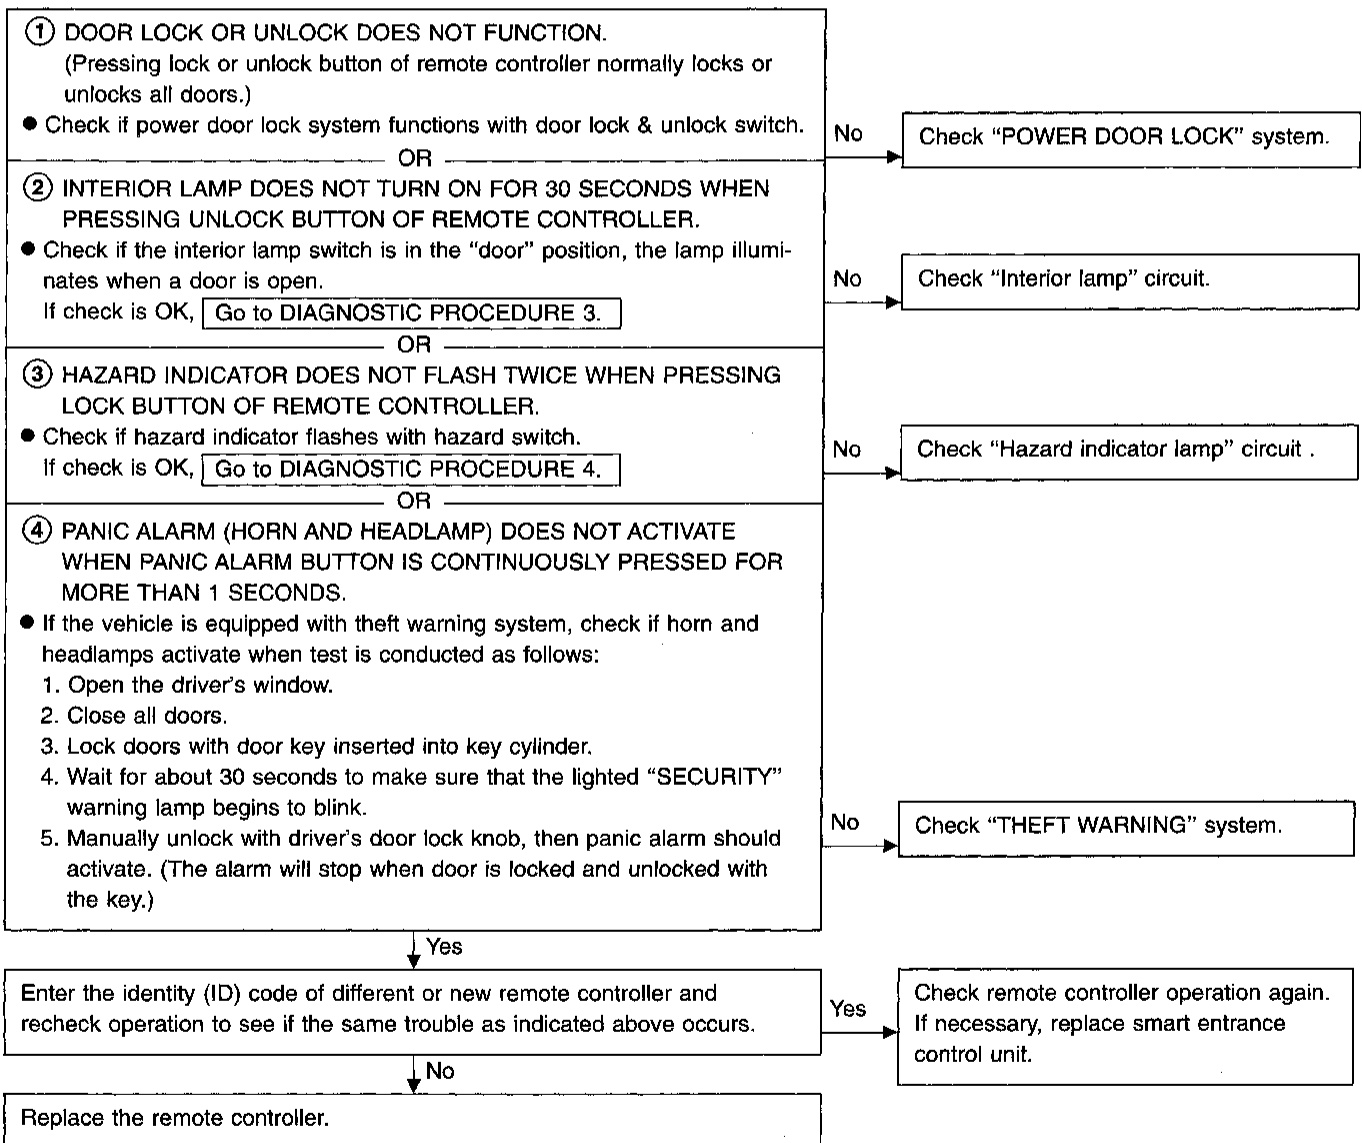 ① DOOR LOCK OR UNLOCK DOES NOT FUNCTION.
(Pressing lock or unlock button of remote controller normally locks or
unlocks all doors.)
● Check if power door lock system functions with door lock & unlock switch.
No
Check “POWER DOOR LOCK” system.
OR
② INTERIOR LAMP DOES NOT TURN ON FOR 30 SECONDS WHEN
PRESSING UNLOCK BUTTON OF REMOTE CONTROLLER.
● Check if the interior lamp switch is in the “door” position, the lamp illumi-
nates when a door is open.
If check is OK, Go to DIAGNOSTIC PROCEDURE 3.
No
Check “Interior lamp” circuit.
OR
③ HAZARD INDICATOR DOES NOT FLASH TWICE WHEN PRESSING
LOCK BUTTON OF REMOTE CONTROLLER.
● Check if hazard indicator flashes with hazard switch.
If check is OK, Go to DIAGNOSTIC PROCEDURE 4.
No
Check “Hazard indicator lamp” circuit .
OR
④ PANIC ALARM (HORN AND HEADLAMP) DOES NOT ACTIVATE
WHEN PANIC ALARM BUTTON IS CONTINUOUSLY PRESSED FOR
MORE THAN 1 SECONDS.
● If the vehicle is equipped with theft warning system, check if horn and
headlamps activate when test is conducted as follows:
1. Open the driver’s window.
2. Close all doors.
3. Lock doors with door key inserted into key cylinder.
4. Wait for about 30 seconds to make sure that the lighted “SECURITY”
warning lamp begins to blink.
5. Manually unlock with driver’s door lock knob, then panic alarm should
activate. (The alarm will stop when door is locked and unlocked with
the key.)
No
Check “THEFT WARNING” system.
Yes
Enter the identity (ID) code of different or new remote controller and
recheck operation to see if the same trouble as indicated above occurs.
Yes
Check remote controller operation again.
If necessary, replace smart entrance
control unit.
No
Replace the remote controller.